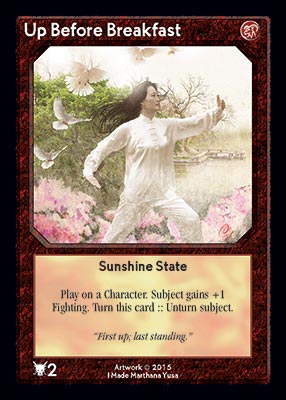 Up Before Breakfast
Sunshine State
Play on a Character. Subject gains +1
Fighting. Turn this card :: Unturn subject.
"First up; last standing."
2
Artwork © 2015
I Made Marthana Yusa